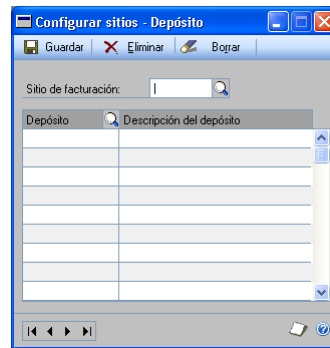 Configurar sitios - Depósito
Guardar Eliminar Borrar
Sitio de facturación:
Depósito Descripción del depósito